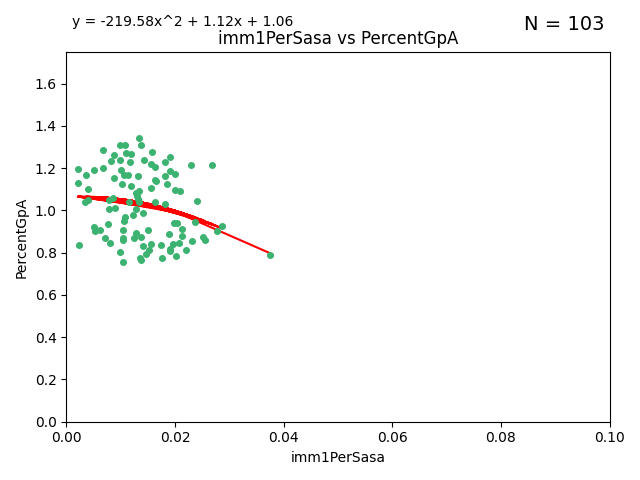 y = -219.58x^2 + 1.12x + 1.06
N = 103
imm1PerSasa vs PercentGpA
PercentGpA
1.6
1.4
1.2
1.0
0.8
0.6
0.4
0.2
0.0
0.00 0.02 0.04 0.06 0.08 0.10
imm1PerSasa